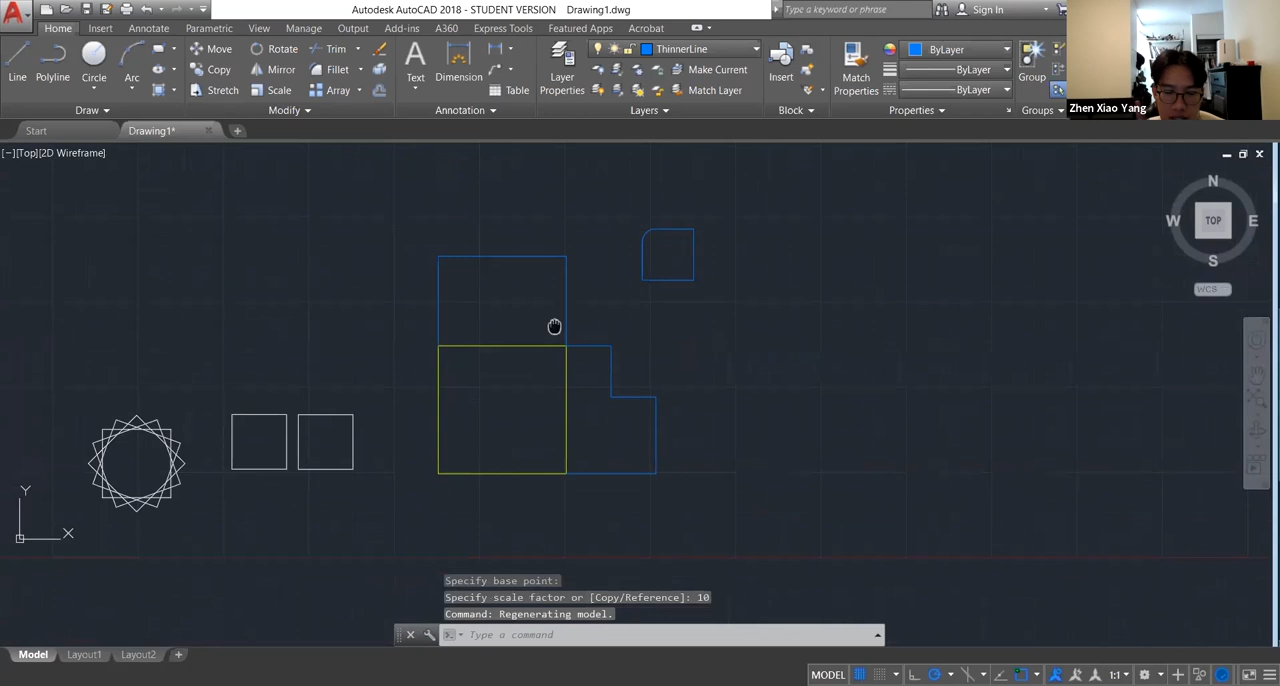 Autodesk AutoCAD 2018 - STUDENT VERSION Drawing1.dwg
Type a keyword or phrase
Sign In
Home Insert Annotate Parametric View Manage Output Add-ins A360 Express Tools Featured Apps Acrobat
Line Polyline Circle Arc
Move Rotate Trim
Copy Mirror Fillet
Stretch Scale Array
Text Dimension
Table
Layer Properties
ThinnerLine
Make Current
Match Layer
Insert
Match Properties
ByLayer
ByLayer
ByLayer
Group
Draw Modify Annotation Layers Block Properties Groups
Zhen Xiao Yang
Start Drawing1*
[−][Top][2D Wireframe]
N
W TOP E
S
WCS
Y
X
Specify base point:
Specify scale factor or [Copy/Reference]: 10
Command: Regenerating model.
Type a command
Model Layout1 Layout2
MODEL 1:1